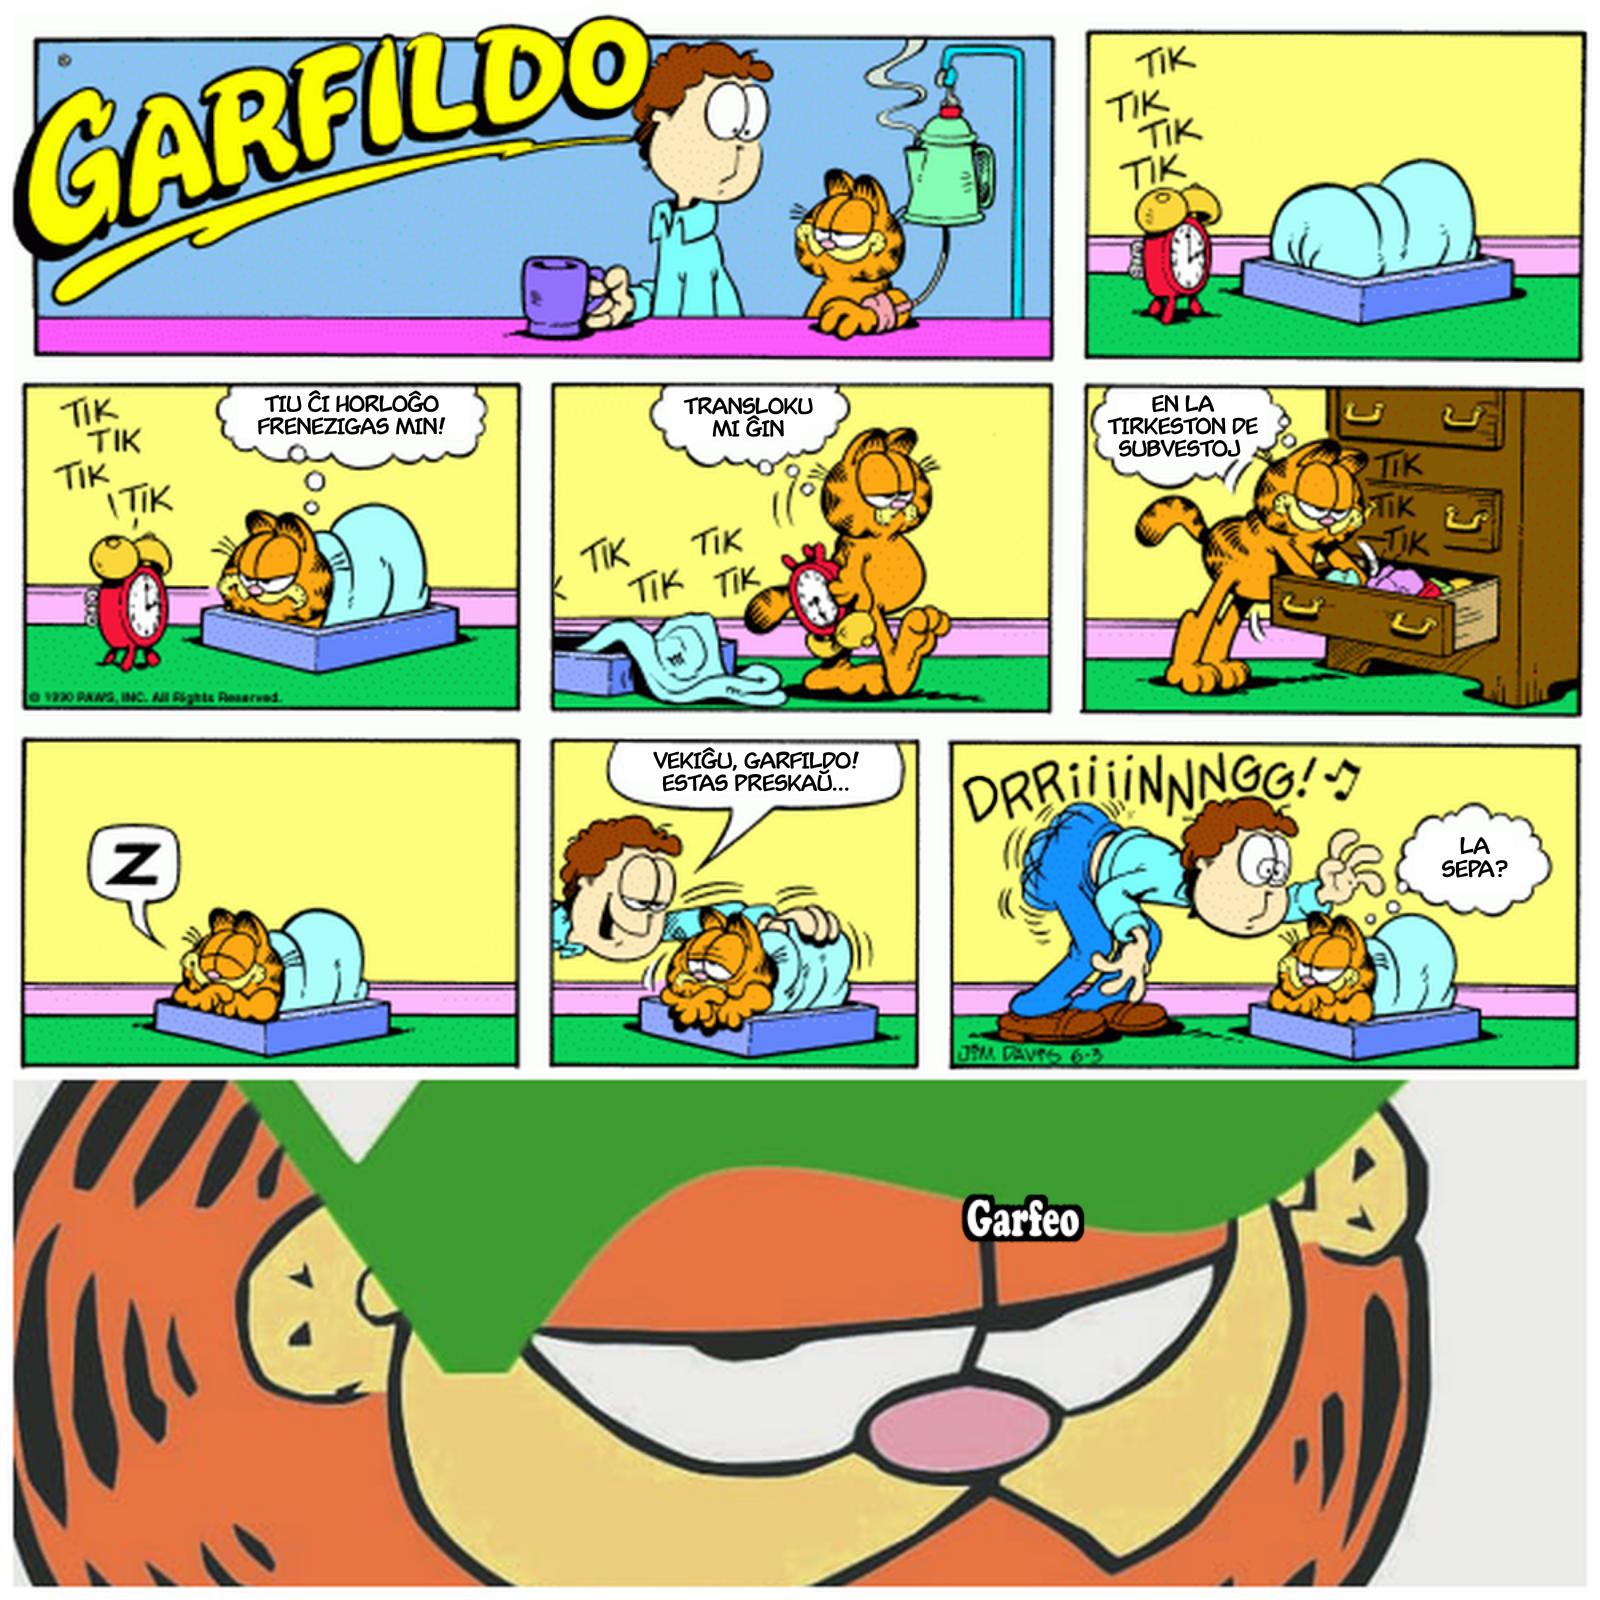 GARFILDO
TIK
TIK
TIK
TIK
TIK
TIK
TIK
TIK
TIU ĈI HORLOĜO
FRENEZIGAS MIN!
© 1990 PAWS, INC. All Rights Reserved.
TRANSLOKU
MI ĜIN
TIK
TIK
TIK
TIK
EN LA
TIRKESTON DE
SUBVESTOJ
TIK
TIK
TIK
Z
VEKIĜU, GARFILDO!
ESTAS PRESKAŬ...
DRRiiiiNNNGG!♫
LA
SEPA?
JIM DAVIS 6-3
Garfeo